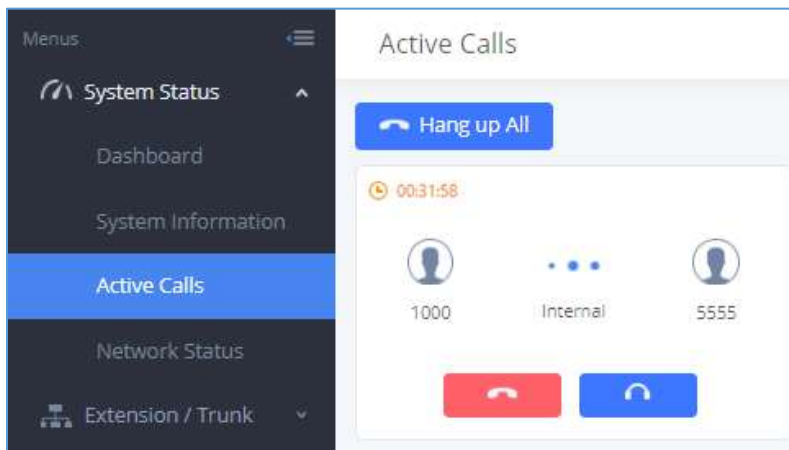 Menus
System Status
Dashboard
System Information
Active Calls
Network Status
Extension / Trunk
Active Calls
Hang up All
00:31:58
1000
Internal
5555